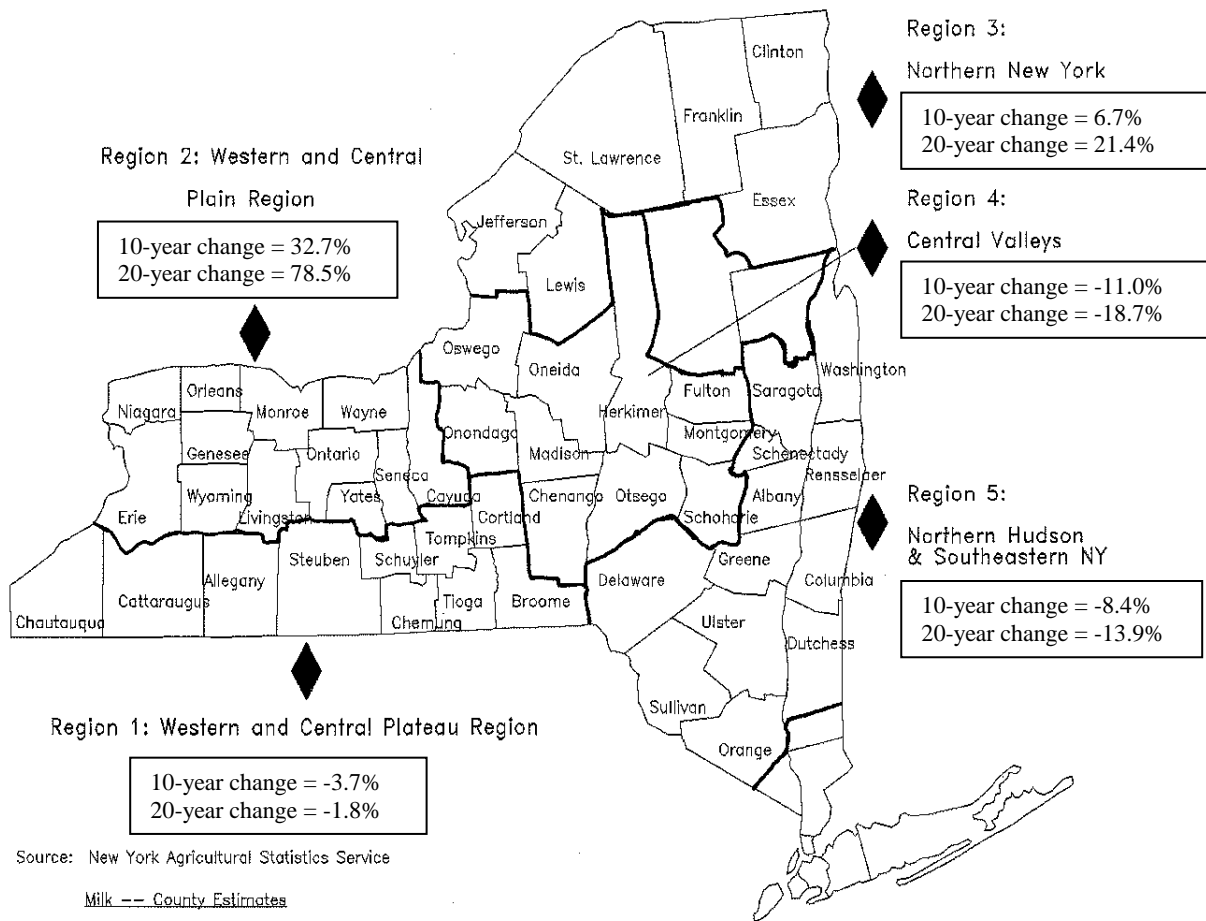 Region 3:
Northern New York
10-year change = 6.7%
20-year change = 21.4%
Region 4:
Central Valleys
10-year change = -11.0%
20-year change = -18.7%
Region 5:
Northern Hudson
& Southeastern NY
10-year change = -8.4%
20-year change = -13.9%
Region 2: Western and Central
Plain Region
10-year change = 32.7%
20-year change = 78.5%
Clinton
Franklin
St. Lawrence
Essex
Jefferson
Lewis
Oswego
Oneida
Herkimer
Fulton
Saratoga
Washington
Niagara
Orleans
Monroe
Wayne
Onondago
Madison
Montgomery
Schenectady
Rensselaer
Genesee
Ontario
Seneca
Cayuga
Wyaming
Livingston
Yates
Erie
Cortland
Chenango
Otsego
Schoharie
Albany
Tompkins
Steuben
Schuyler
Allegany
Cattaraugus
Chautauqua
Chemung
Tioga
Broome
Delaware
Greene
Columbia
Ulster
Dutchess
Sullivan
Orange
Region 1: Western and Central Plateau Region
10-year change = -3.7%
20-year change = -1.8%
Source: New York Agricultural Statistics Service
Milk -- County Estimates